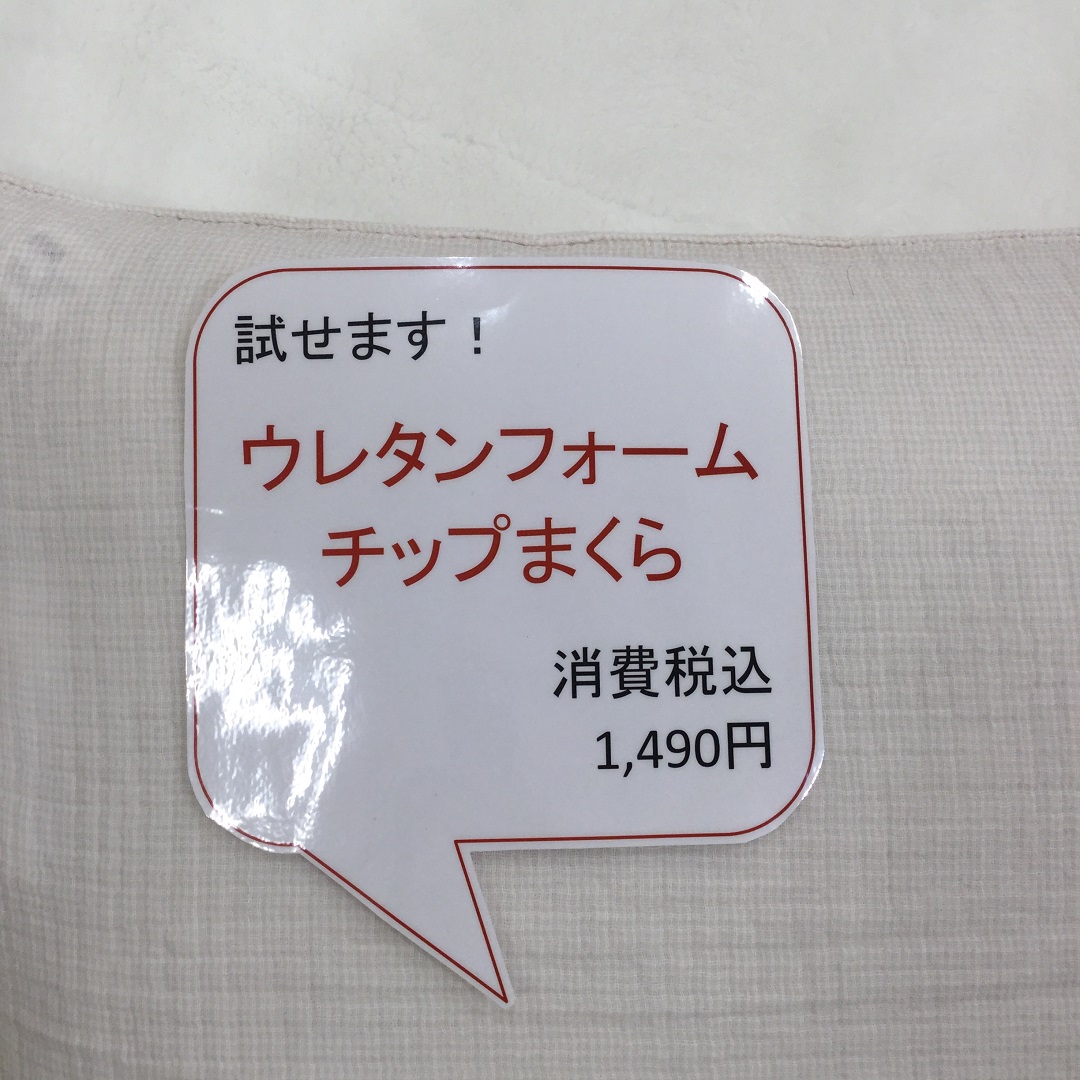 試せます！
ウレタンフォーム
チップまくら
消費税込
1,490円